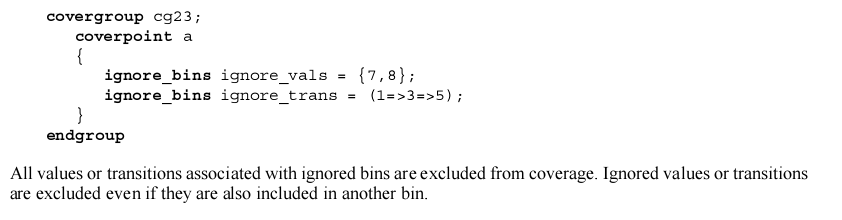 covergroup cg23;
coverpoint a
{
ignore_bins ignore_vals = {7,8};
ignore_bins ignore_trans = (1=>3=>5);
}
endgroup
All values or transitions associated with ignored bins are excluded from coverage. Ignored values or transitions
are excluded even if they are also included in another bin.